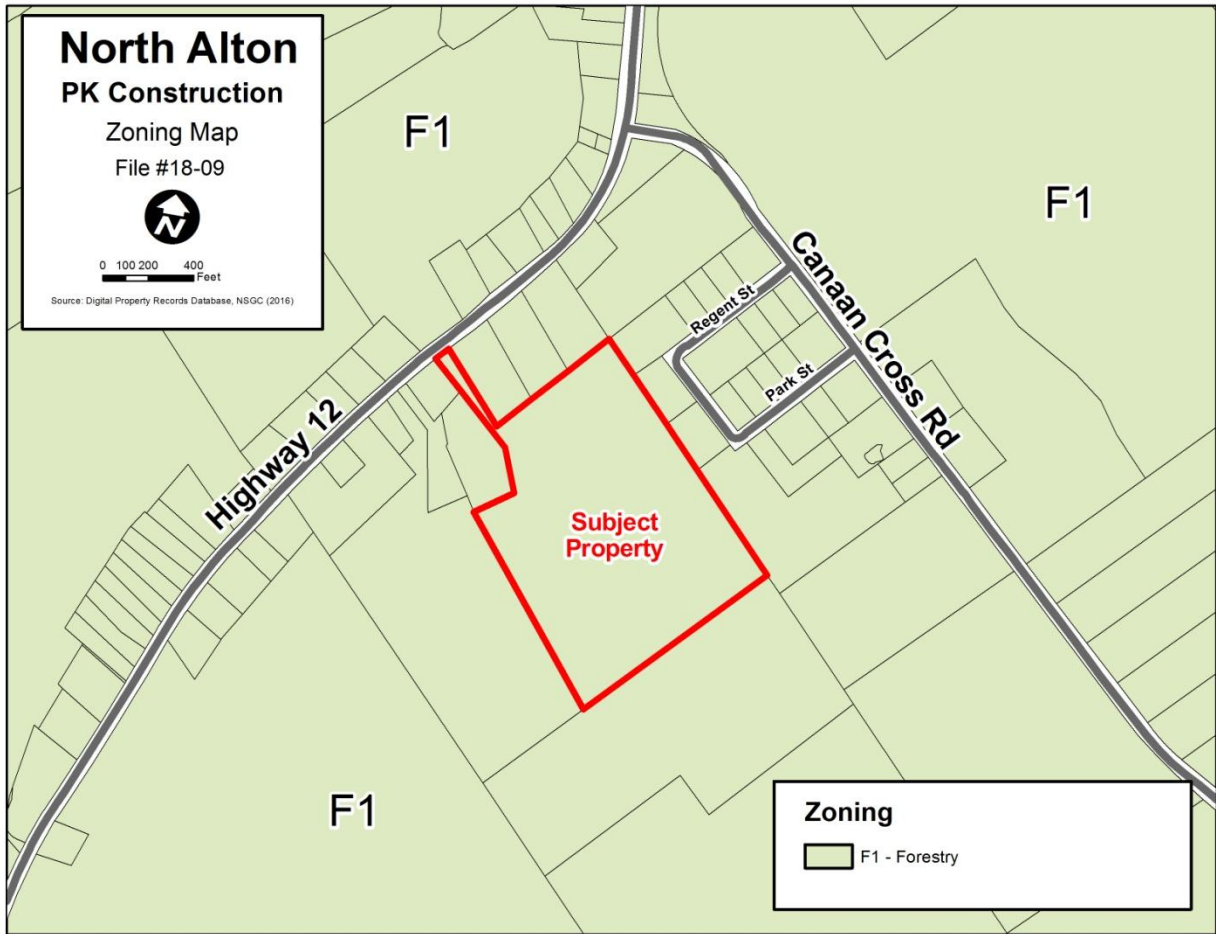 North Alton
PK Construction
Zoning Map
File #18-09
N
0 100 200 400
Feet
Source: Digital Property Records Database, NSGC (2016)
F1
F1
Canaan Cross Rd
Regent St
Park St
Highway 12
Subject
Property
F1
Zoning
F1 - Forestry